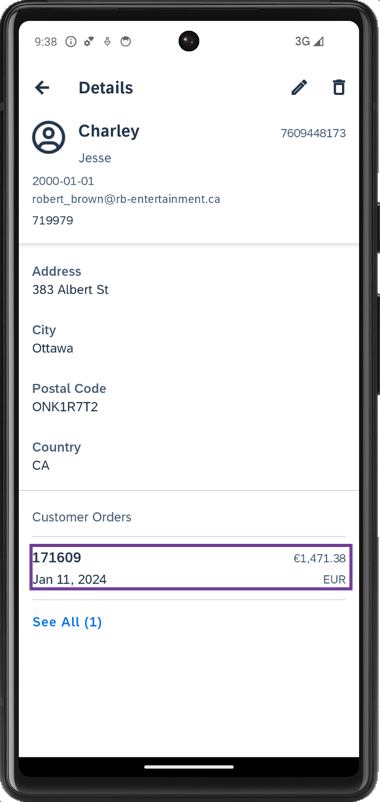 9:38 3G
Details
Charley 7609448173
Jesse
2000-01-01
robert_brown@rb-entertainment.ca
719979
Address
383 Albert St
City
Ottawa
Postal Code
ONK1R7T2
Country
CA
Customer Orders
171609 €1,471.38
Jan 11, 2024 EUR
See All (1)